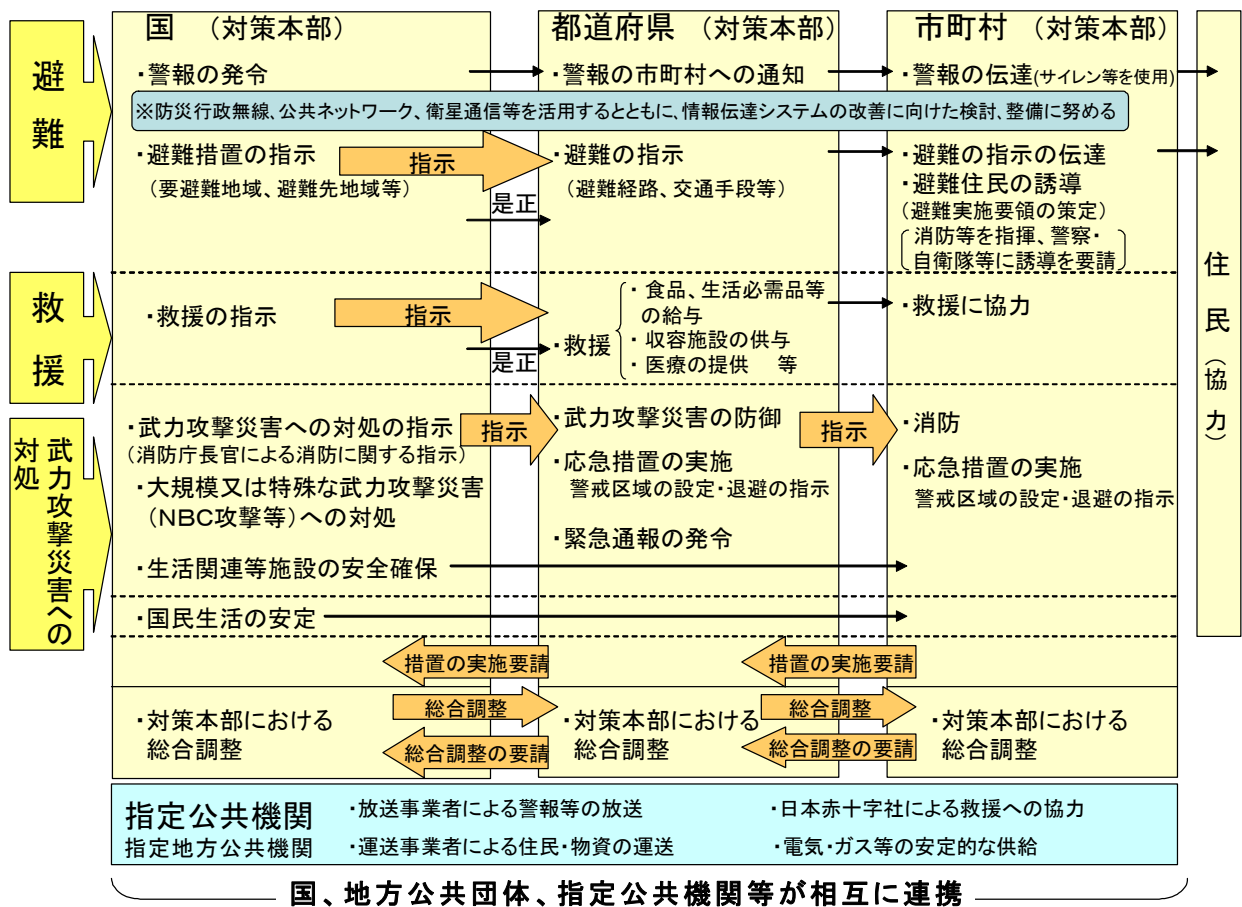 国 (対策本部)
都道府県 (対策本部)
市町村 (対策本部)
避難
・警報の発令
・警報の市町村への通知
・警報の伝達(サイレン等を使用)
※防災行政無線、公共ネットワーク、衛星通信等を活用するとともに、情報伝達システムの改善に向けた検討、整備に努める
・避難措置の指示
(要避難地域、避難先地域等)
指示
是正
・避難の指示
(避難経路、交通手段等)
・避難の指示の伝達
・避難住民の誘導
(避難実施要領の策定)
消防等を指揮、警察・
自衛隊等に誘導を要請
住民(協力)
救援
・救援の指示
指示
是正
・救援
・食品、生活必需品等
の給与
・収容施設の供与
・医療の提供 等
・救援に協力
武力攻撃災害への
対処
・武力攻撃災害への対処の指示
(消防庁長官による消防に関する指示)
・大規模又は特殊な武力攻撃災害
(NBC攻撃等)への対処
・生活関連等施設の安全確保
指示
・武力攻撃災害の防御
・応急措置の実施
警戒区域の設定・退避の指示
・緊急通報の発令
指示
・消防
・応急措置の実施
警戒区域の設定・退避の指示
・国民生活の安定
措置の実施要請
措置の実施要請
・対策本部における
総合調整
総合調整
総合調整の要請
・対策本部における
総合調整
総合調整
総合調整の要請
・対策本部における
総合調整
指定公共機関
指定地方公共機関
・放送事業者による警報等の放送
・日本赤十字社による救援への協力
・運送事業者による住民・物資の運送
・電気・ガス等の安定的な供給
国、地方公共団体、指定公共機関等が相互に連携